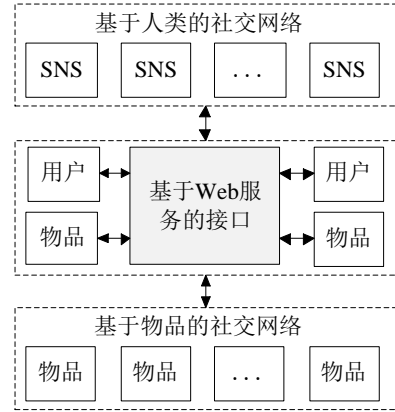 基于人类的社交网络
SNS SNS ... SNS
用户 用户
基于Web服
务的接口
物品 物品
基于物品的社交网络
物品 物品 ... 物品